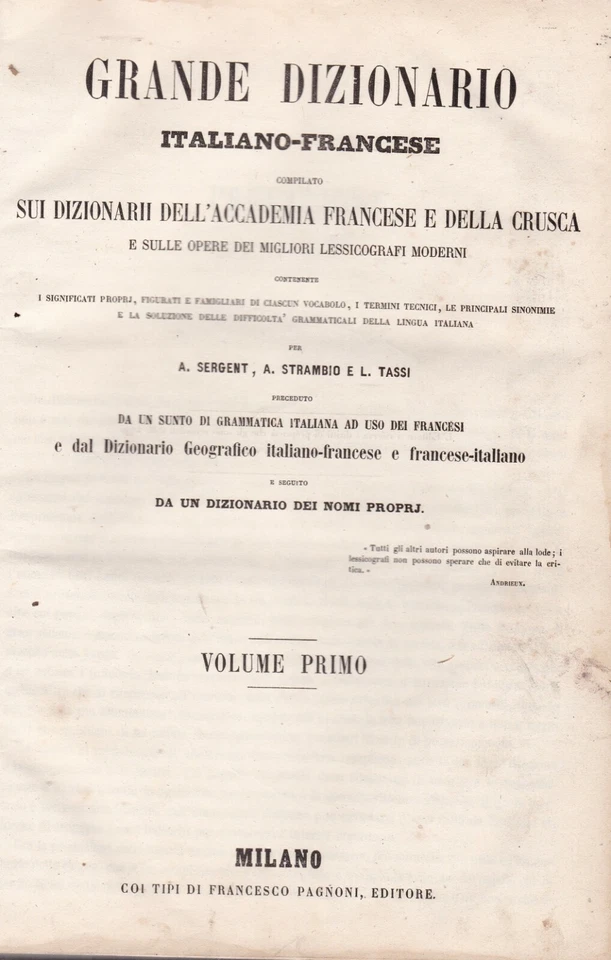 GRANDE DIZIONARIO
ITALIANO-FRANCESE
COMPILATO
SUI DIZIONARII DELL'ACCADEMIA FRANCESE E DELLA CRUSCA
E SULLE OPERE DEI MIGLIORI LESSICOGRAFI MODERNI
CONTENENTE
I SIGNIFICATI PROPRJ, FIGURATI E FAMIGLIARI DI CIASCUN VOCABOLO, I TERMINI TECNICI, LE PRINCIPALI SINONIMIE
E LA SOLUZIONE DELLE DIFFICOLTA' GRAMMATICALI DELLA LINGUA ITALIANA
PER
A. SERGENT, A. STRAMBIO E L. TASSI
PRECEDUTO
DA UN SUNTO DI GRAMMATICA ITALIANA AD USO DEI FRANCESI
e dal Dizionario Geografico italiano-francese e francese-italiano
E SEGUITO
DA UN DIZIONARIO DEI NOMI PROPRJ.
« Tutti gli altri autori possono aspirare alla lode; i
lessicografi non possono sperare che di evitare la cri-
tica. »
ANDRIEUX.
VOLUME PRIMO
MILANO
COI TIPI DI FRANCESCO PAGNONI, EDITORE.